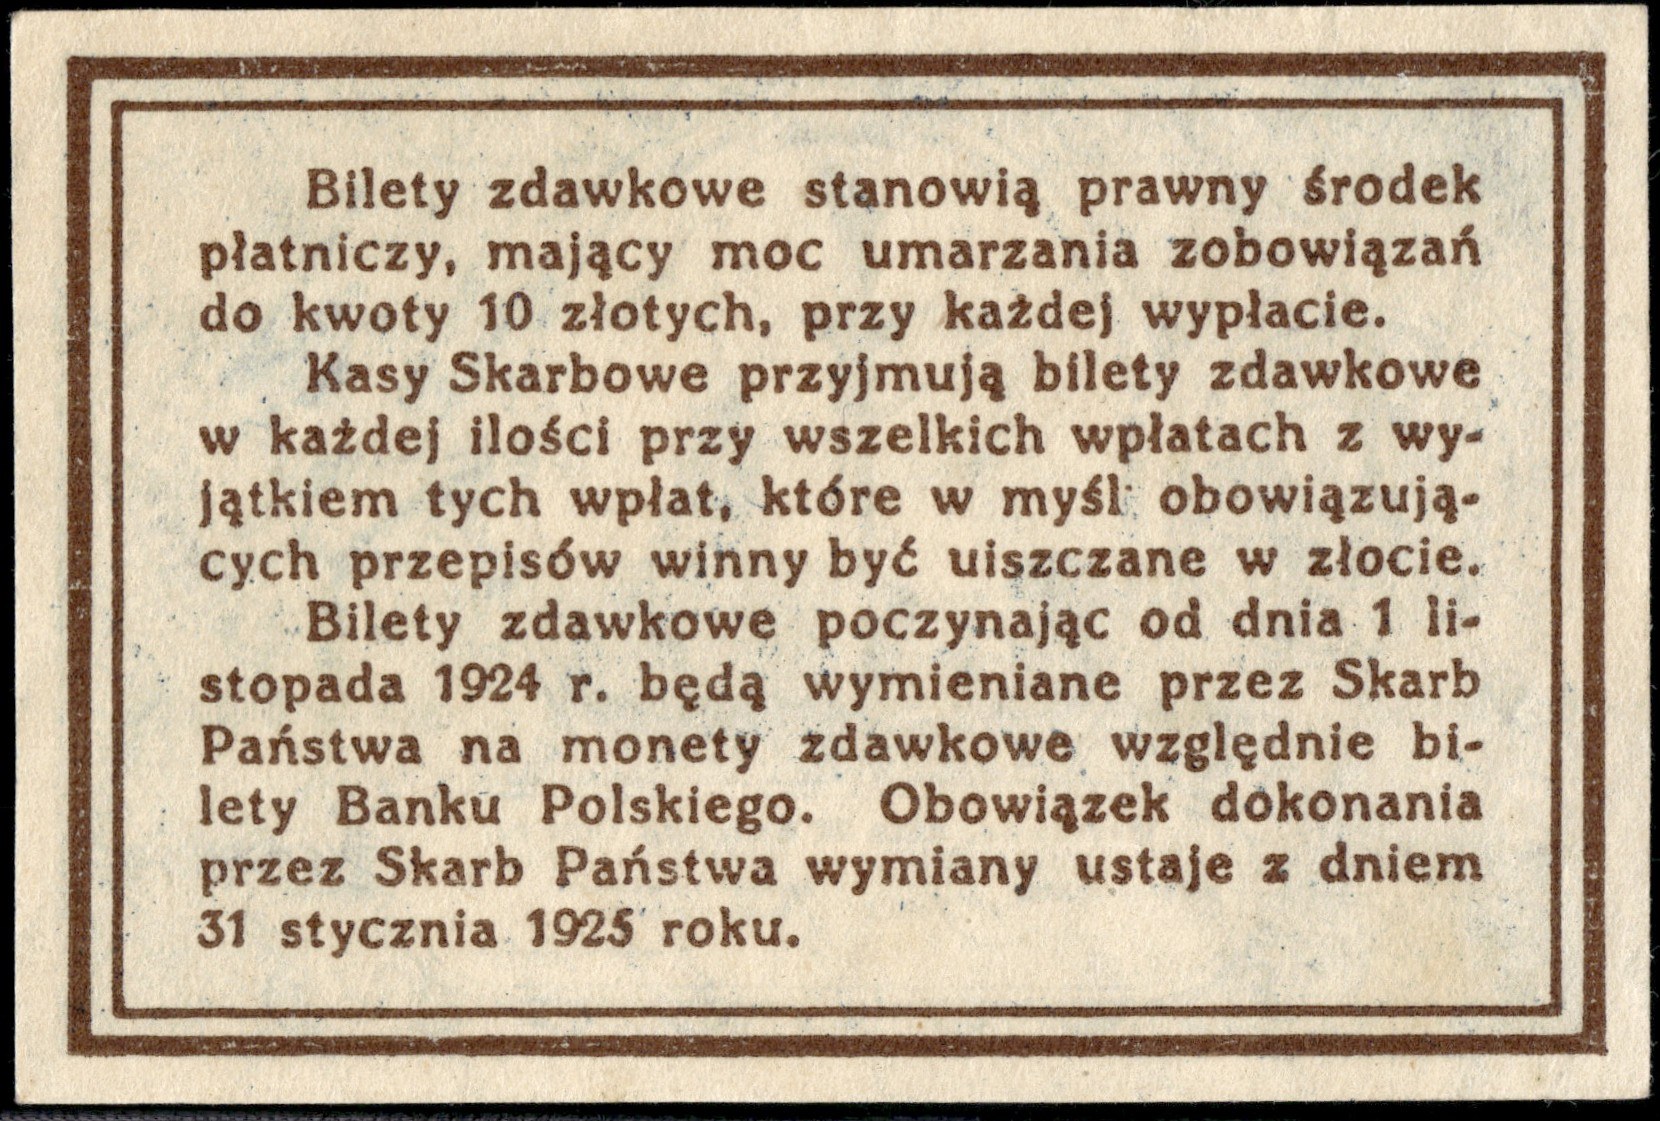 Bilety zdawkowe stanowią prawny środek
płatniczy, mający moc umarzania zobowiązań
do kwoty 10 złotych, przy każdej wypłacie.
Kasy Skarbowe przyjmują bilety zdawkowe
w każdej ilości przy wszelkich wpłatach z wy-
jątkiem tych wpłat, które w myśl obowiązują-
cych przepisów winny być uiszczane w złocie.
Bilety zdawkowe poczynając od dnia 1 li-
stopada 1924 r. będą wymieniane przez Skarb
Państwa na monety zdawkowe względnie bi-
lety Banku Polskiego. Obowiązek dokonania
przez Skarb Państwa wymiany ustaje z dniem
31 stycznia 1925 roku.